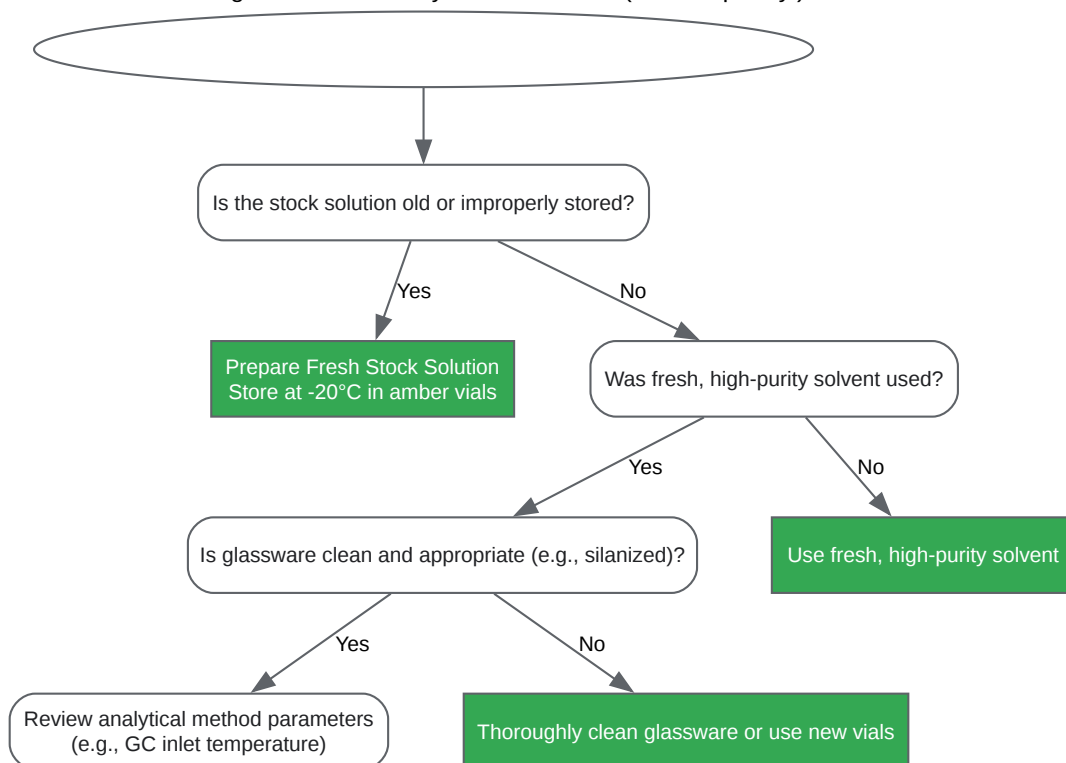 Is the stock solution old or improperly stored?
Yes
No
Prepare Fresh Stock Solution
Store at -20°C in amber vials
Was fresh, high-purity solvent used?
Yes
No
Is glassware clean and appropriate (e.g., silanized)?
Use fresh, high-purity solvent
Yes
No
Review analytical method parameters
(e.g., GC inlet temperature)
Thoroughly clean glassware or use new vials